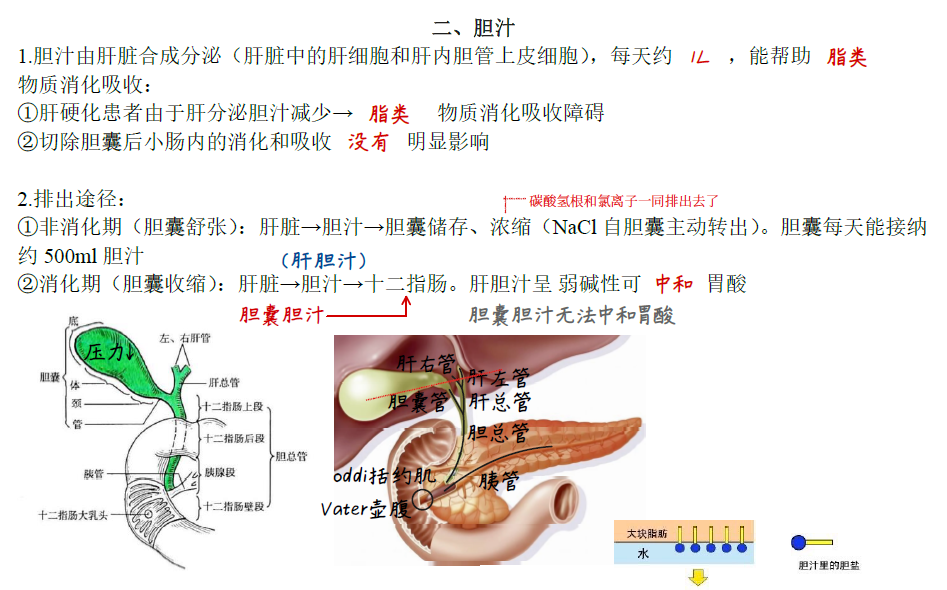 二、胆汁
1.胆汁由肝脏合成分泌（肝脏中的肝细胞和肝内胆管上皮细胞），每天约 1L ，能帮助 脂类
物质消化吸收：
①肝硬化患者由于肝分泌胆汁减少→ 脂类 物质消化吸收障碍
②切除胆囊后小肠内的消化和吸收 没有 明显影响
2.排出途径：
碳酸氢根和氯离子一同排出去了
①非消化期（胆囊舒张）：肝脏→胆汁→胆囊储存、浓缩（NaCl 自胆囊主动转出）。胆囊每天能接纳
约 500ml 胆汁
（肝胆汁）
②消化期（胆囊收缩）：肝脏→胆汁→十二指肠。肝胆汁呈 弱碱性可 中和 胃酸
胆囊胆汁
胆囊胆汁无法中和胃酸
底
压力↓
左、右肝管
胆囊
体
肝总管
颈
十二指肠上段
管
十二指肠后段
胆总管
胰管
胰腺段
十二指肠壁段
十二指肠大乳头
肝右管
肝左管
胆囊管
肝总管
胆总管
oddi括约肌
胰管
Vater壶腹
大块脂肪
水
胆汁里的胆盐